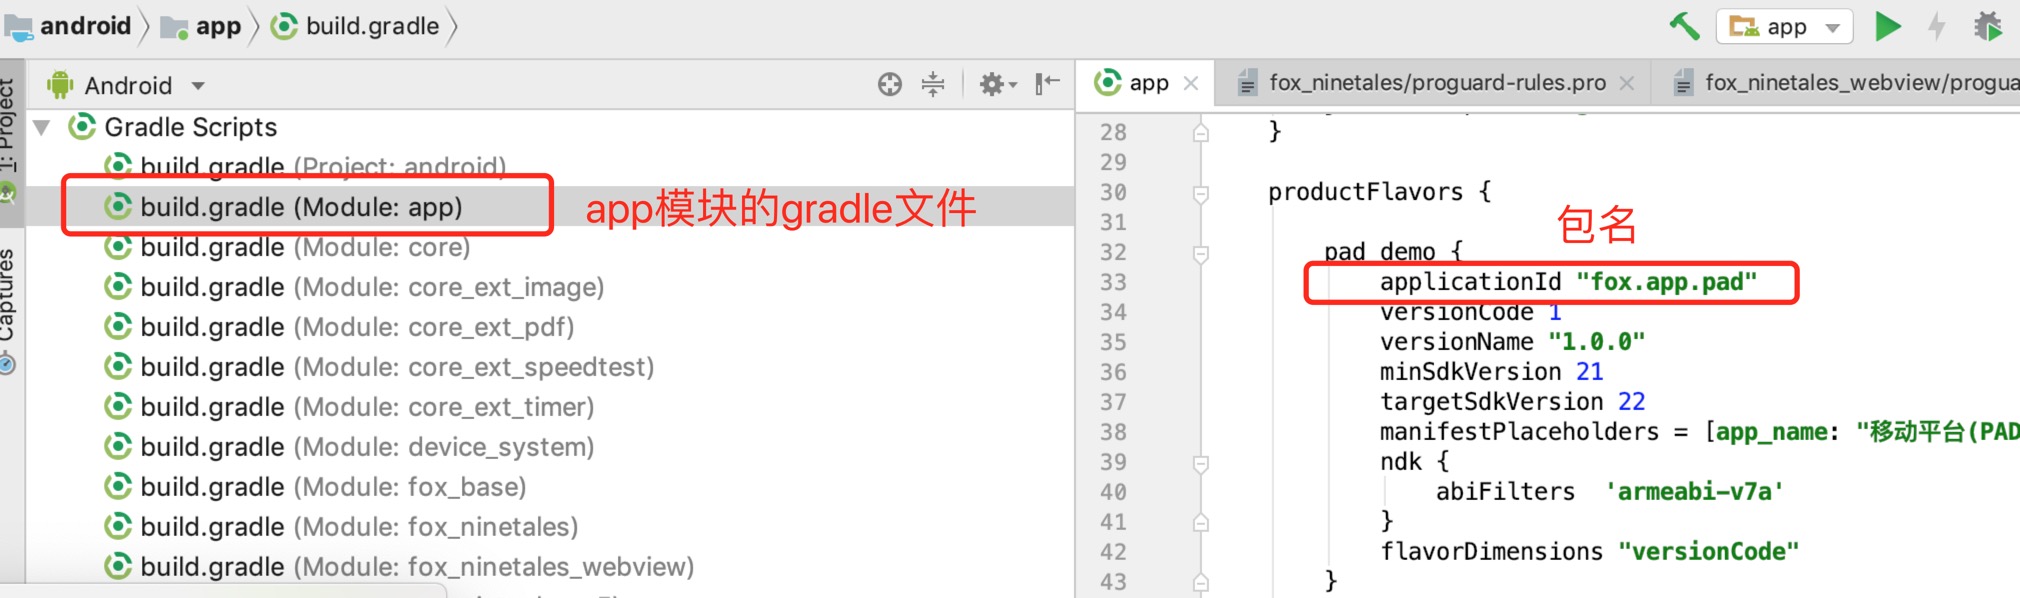 android app build.gradle
app
1: Project
Captures
Android
Gradle Scripts
build.gradle (Project: android)
build.gradle (Module: app)
app模块的gradle文件
build.gradle (Module: core)
build.gradle (Module: core_ext_image)
build.gradle (Module: core_ext_pdf)
build.gradle (Module: core_ext_speedtest)
build.gradle (Module: core_ext_timer)
build.gradle (Module: device_system)
build.gradle (Module: fox_base)
build.gradle (Module: fox_ninetales)
build.gradle (Module: fox_ninetales_webview)
app fox_ninetales/proguard-rules.pro fox_ninetales_webview/progua
28 }
29
30 productFlavors {
31
包名
32 pad_demo {
33 applicationId "fox.app.pad"
34 versionCode 1
35 versionName "1.0.0"
36 minSdkVersion 21
37 targetSdkVersion 22
38 manifestPlaceholders = [app_name: "移动平台(PAD
39 ndk {
40 abiFilters 'armeabi-v7a'
41 }
42 flavorDimensions "versionCode"
43 }